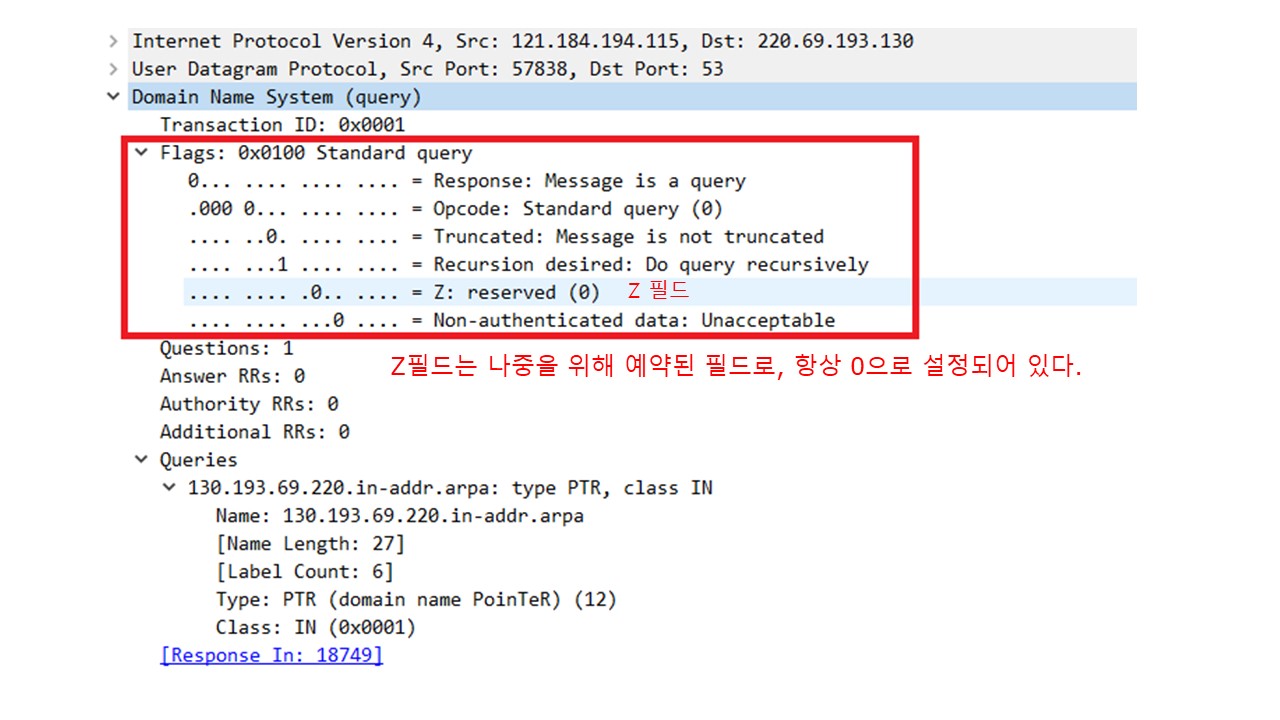 Internet Protocol Version 4, Src: 121.184.194.115, Dst: 220.69.193.130
User Datagram Protocol, Src Port: 57838, Dst Port: 53
Domain Name System (query)
Transaction ID: 0x0001
Flags: 0x0100 Standard query
0... .... .... .... = Response: Message is a query
.000 0... .... .... = Opcode: Standard query (0)
.... ..0. .... .... = Truncated: Message is not truncated
.... ...1 .... .... = Recursion desired: Do query recursively
.... .... .0.. .... = Z: reserved (0) Z 필드
.... .... ...0 .... = Non-authenticated data: Unacceptable
Questions: 1
Z필드는 나중을 위해 예약된 필드로, 항상 0으로 설정되어 있다.
Answer RRs: 0
Authority RRs: 0
Additional RRs: 0
Queries
130.193.69.220.in-addr.arpa: type PTR, class IN
Name: 130.193.69.220.in-addr.arpa
[Name Length: 27]
[Label Count: 6]
Type: PTR (domain name PoinTeR) (12)
Class: IN (0x0001)
[Response In: 18749]